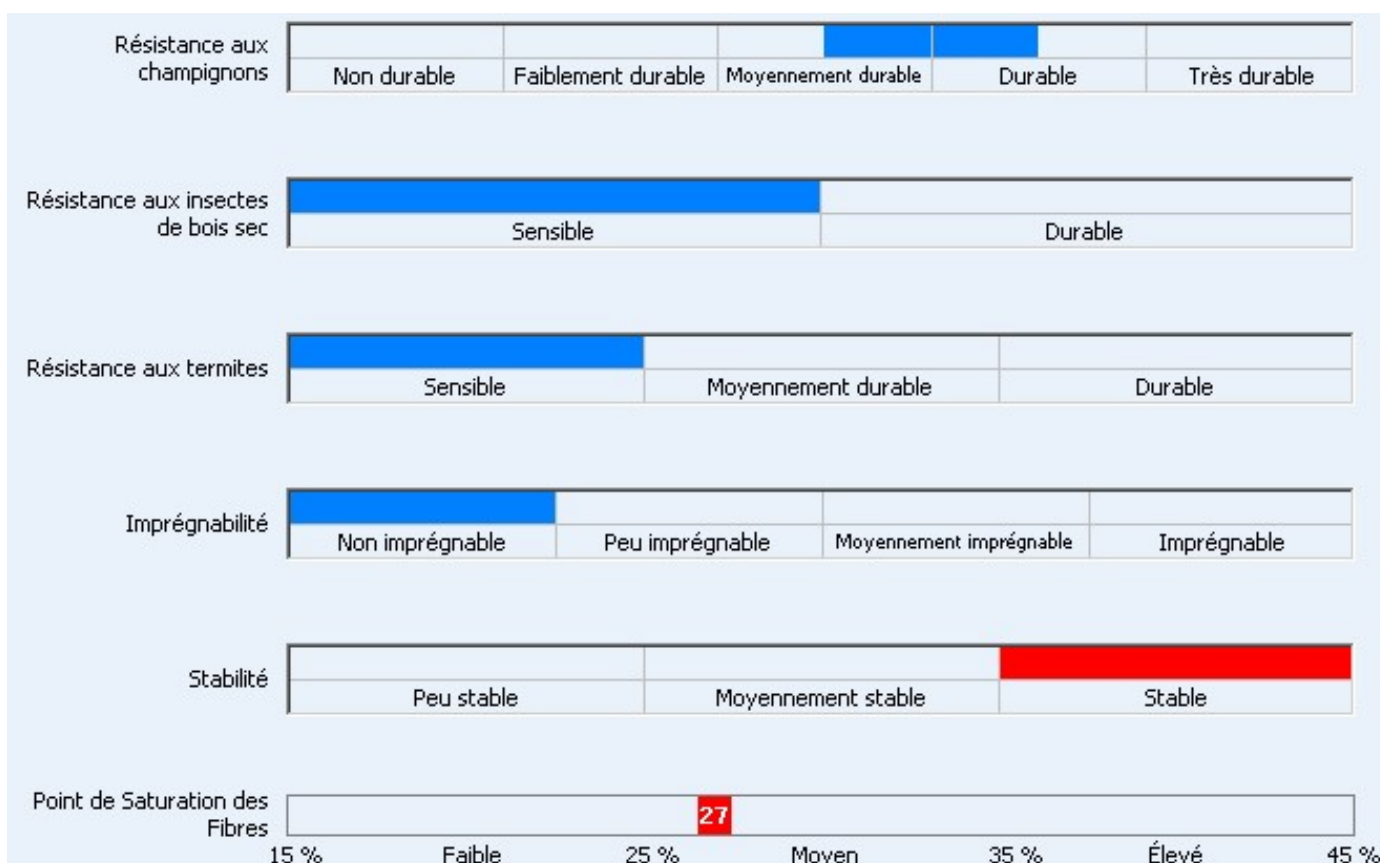 Résistance aux
champignons
Non durable Faiblement durable Moyennement durable Durable Très durable
Résistance aux insectes
de bois sec
Sensible Durable
Résistance aux termites
Sensible Moyennement durable Durable
Imprégnabilité
Non imprégnable Peu imprégnable Moyennement imprégnable Imprégnable
Stabilité
Peu stable Moyennement stable Stable
Point de Saturation des
Fibres
27
15 % Faible 25 % Moyen 35 % Élevé 45 %